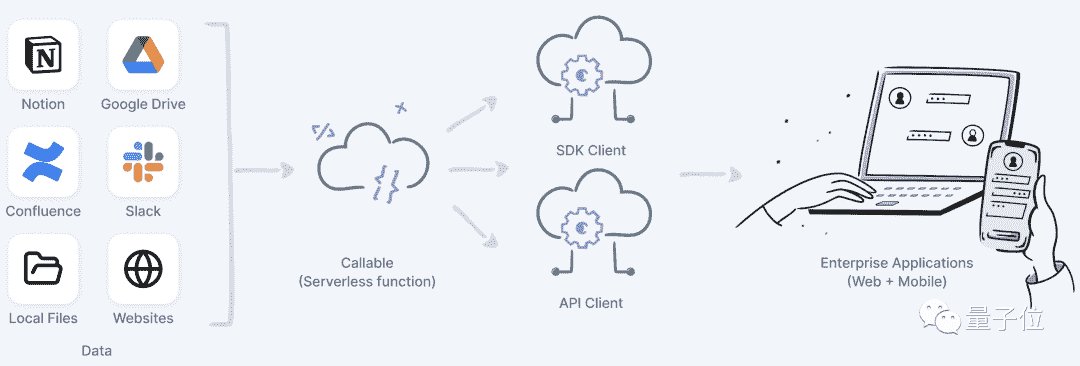 Notion
Google Drive
Confluence
Slack
Local Files
Websites
Data
Callable
(Serverless function)
SDK Client
API Client
Enterprise Applications
(Web + Mobile)
量子位